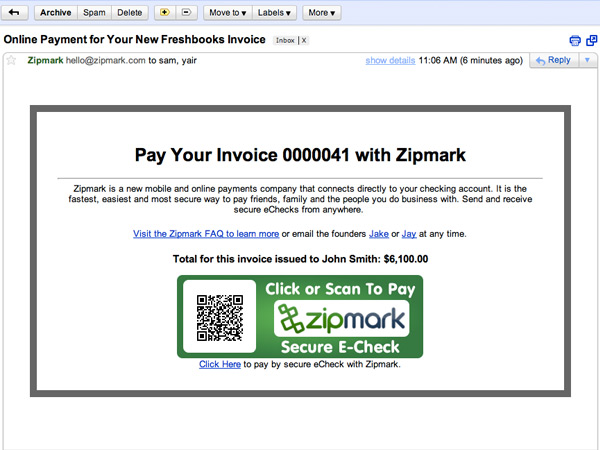 Archive Spam Delete Move to ▾ Labels ▾ More ▾
Online Payment for Your New Freshbooks Invoice Inbox | X
Zipmark hello@zipmark.com to sam, yair show details 11:06 AM (6 minutes ago) Reply
Pay Your Invoice 0000041 with Zipmark
Zipmark is a new mobile and online payments company that connects directly to your checking account. It is the
fastest, easiest and most secure way to pay friends, family and the people you do business with. Send and receive
secure eChecks from anywhere.
Visit the Zipmark FAQ to learn more or email the founders Jake or Jay at any time.
Total for this invoice issued to John Smith: $6,100.00
Click or Scan To Pay
zipmark
Secure E-Check
Click Here to pay by secure eCheck with Zipmark.